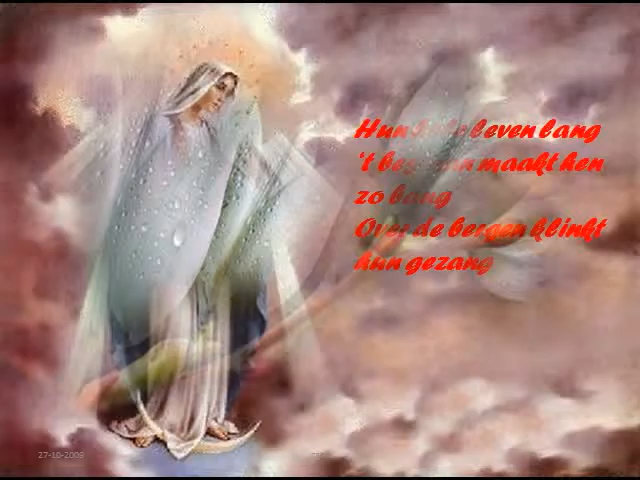 Hun leven lang
't maakt hen
zo bang
Over de bergen klinkt
hun gezang
27-10-2009